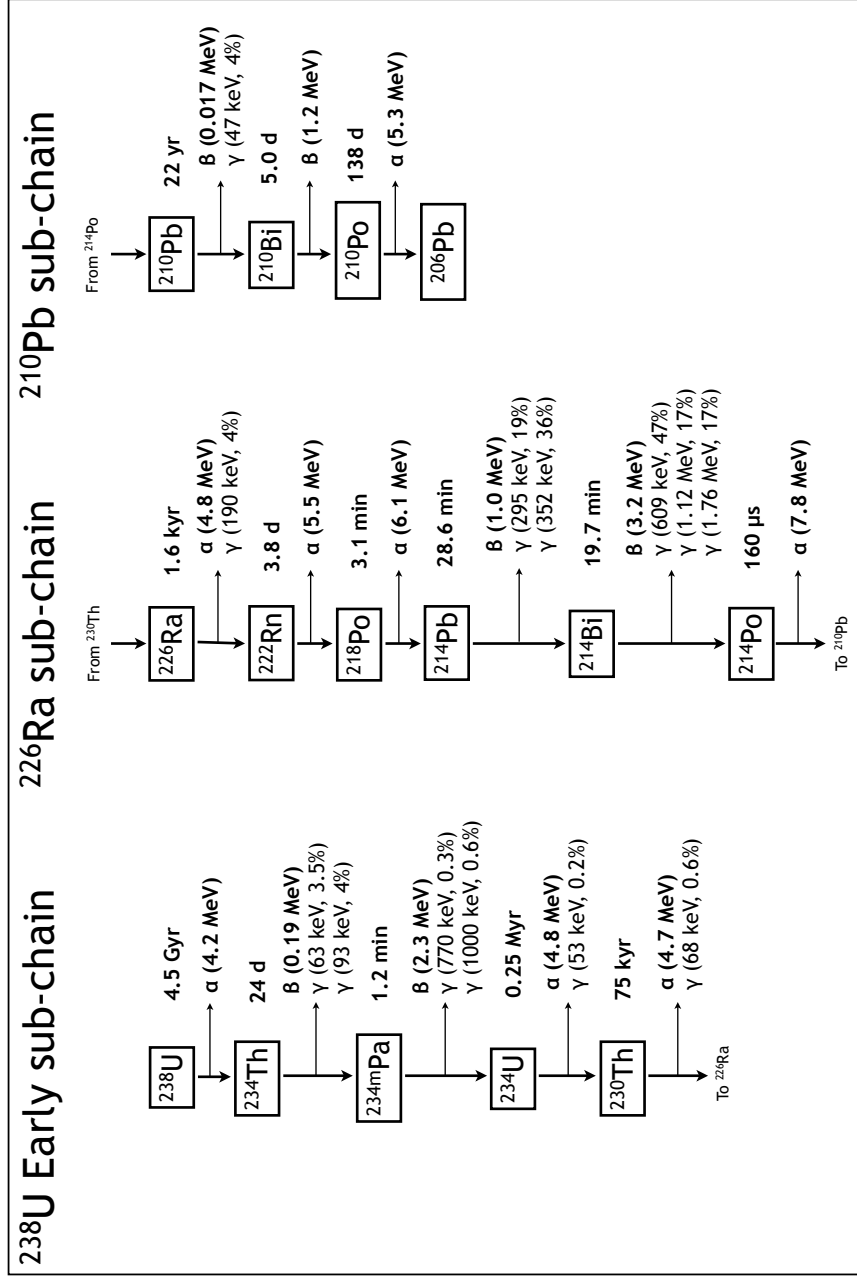 ²³⁸U Early sub-chain
²³⁸U
4.5 Gyr
α (4.2 MeV)
²³⁴Th
24 d
β (0.19 MeV)
γ (63 keV, 3.5%)
γ (93 keV, 4%)
²³⁴ᵐPa
1.2 min
β (2.3 MeV)
γ (770 keV, 0.3%)
γ (1000 keV, 0.6%)
²³⁴U
0.25 Myr
α (4.8 MeV)
γ (53 keV, 0.2%)
²³⁰Th
75 kyr
α (4.7 MeV)
γ (68 keV, 0.6%)
To ²²⁶Ra
²²⁶Ra sub-chain
From ²³⁰Th
²²⁶Ra
1.6 kyr
α (4.8 MeV)
γ (190 keV, 4%)
²²²Rn
3.8 d
α (5.5 MeV)
²¹⁸Po
3.1 min
α (6.1 MeV)
²¹⁴Pb
28.6 min
β (1.0 MeV)
γ (295 keV, 19%)
γ (352 keV, 36%)
²¹⁴Bi
19.7 min
β (3.2 MeV)
γ (609 keV, 47%)
γ (1.12 MeV, 17%)
γ (1.76 MeV, 17%)
²¹⁴Po
160 µs
α (7.8 MeV)
To ²¹⁰Pb
²¹⁰Pb sub-chain
From ²¹⁴Po
²¹⁰Pb
22 yr
β (0.017 MeV)
γ (47 keV, 4%)
²¹⁰Bi
5.0 d
β (1.2 MeV)
²¹⁰Po
138 d
α (5.3 MeV)
²⁰⁶Pb